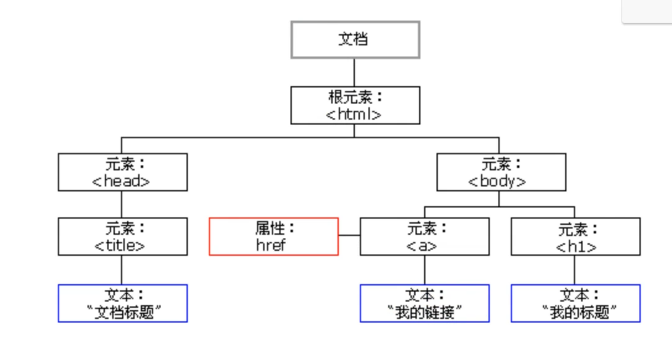 文档
根元素：
<html>
元素：
<head>
元素：
<body>
元素：
<title>
属性：
href
元素：
<a>
元素：
<h1>
文本：
“文档标题”
文本：
“我的链接”
文本：
“我的标题”